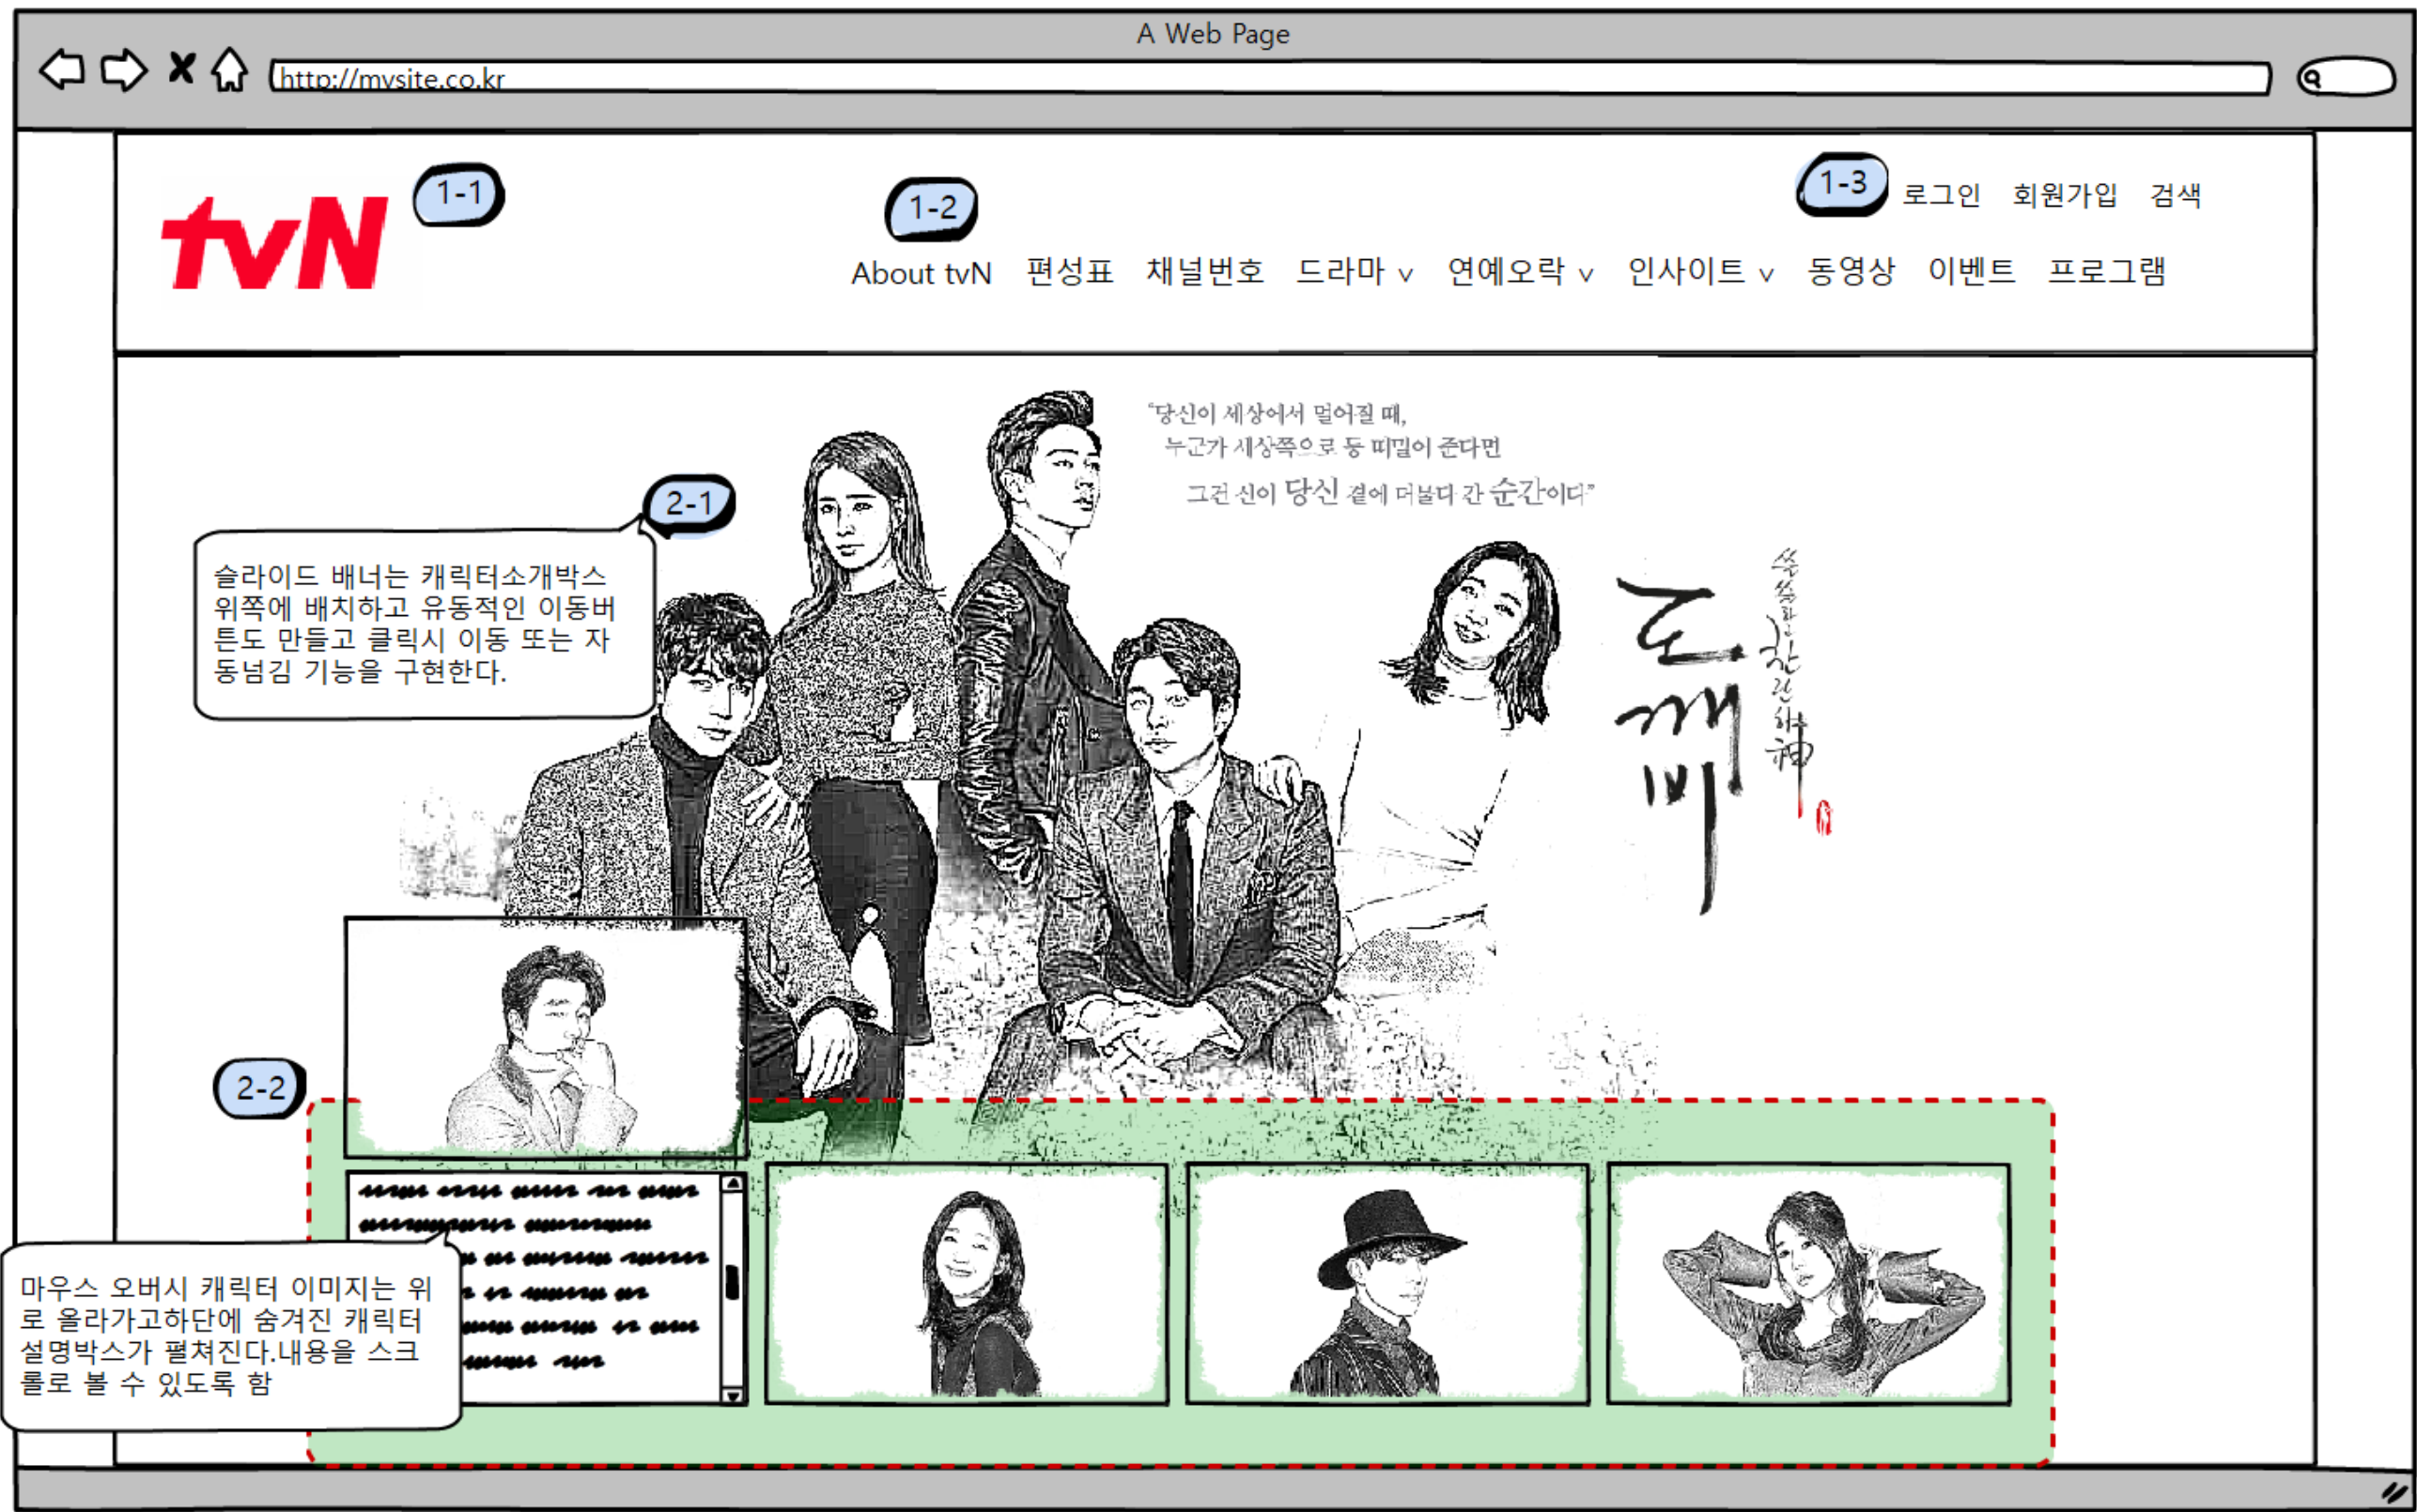 A Web Page
http://mysite.co.kr
tvN
1-1
1-2
1-3
로그인 회원가입 검색
About tvN 편성표 채널번호 드라마 v 연예오락 v 인사이트 v 동영상 이벤트 프로그램
“당신이 세상에서 멀어질 때,
누군가 세상쪽으로 등 떠밀어 준다면
그건 신이 당신 곁에 머물다 간 순간이다”
2-1
슬라이드 배너는 캐릭터소개박스
위쪽에 배치하고 유동적인 이동버
튼도 만들고 클릭시 이동 또는 자
동넘김 기능을 구현한다.
쓸쓸하고 찬란하神
도깨비
2-2
마우스 오버시 캐릭터 이미지는 위
로 올라가고하단에 숨겨진 캐릭터
설명박스가 펼쳐진다.내용을 스크
롤로 볼 수 있도록 함